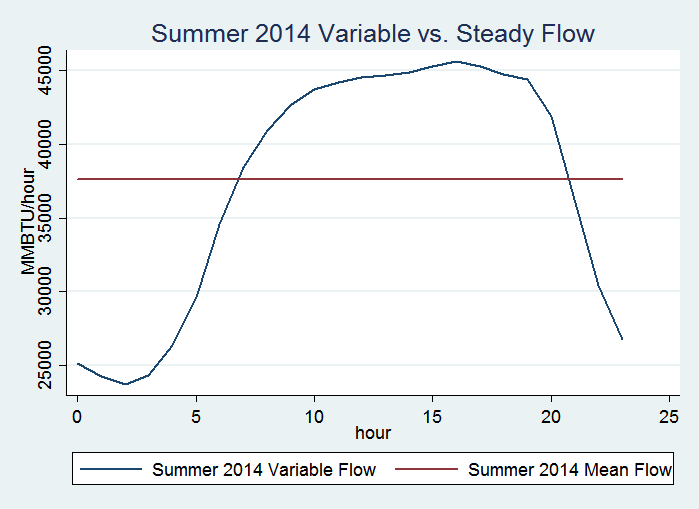 Summer 2014 Variable vs. Steady Flow
MMBTU/hour
45000
40000
35000
30000
25000
0 5 10 15 20 25
hour
Summer 2014 Variable Flow Summer 2014 Mean Flow